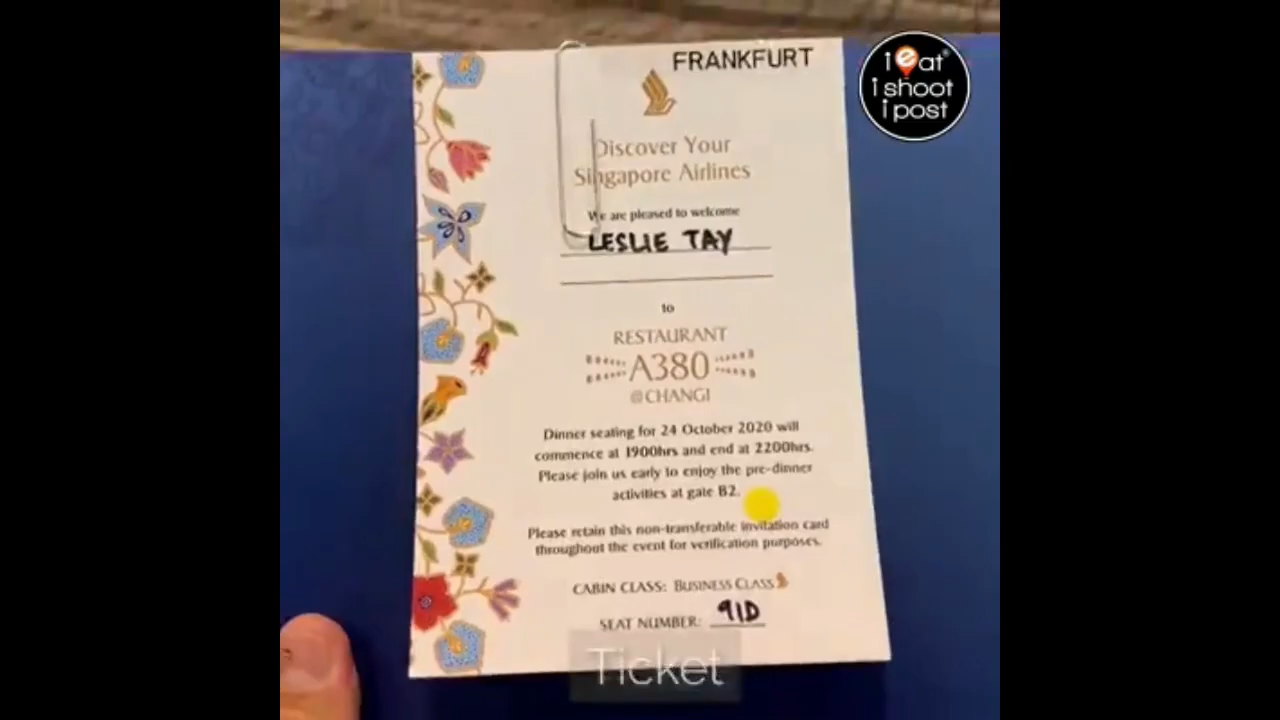 FRANKFURT
i eat
i shoot
i post
Discover Your
Singapore Airlines
We are pleased to welcome
LESLIE TAY
to
RESTAURANT
A380
@CHANGI
Dinner seating for 24 October 2020 will
commence at 1900hrs and end at 2200hrs.
Please join us early to enjoy the pre-dinner
activities at gate B2.
Please retain this non-transferable invitation card
throughout the event for verification purposes.
CABIN CLASS: BUSINESS CLASS
SEAT NUMBER: 91D
Ticket